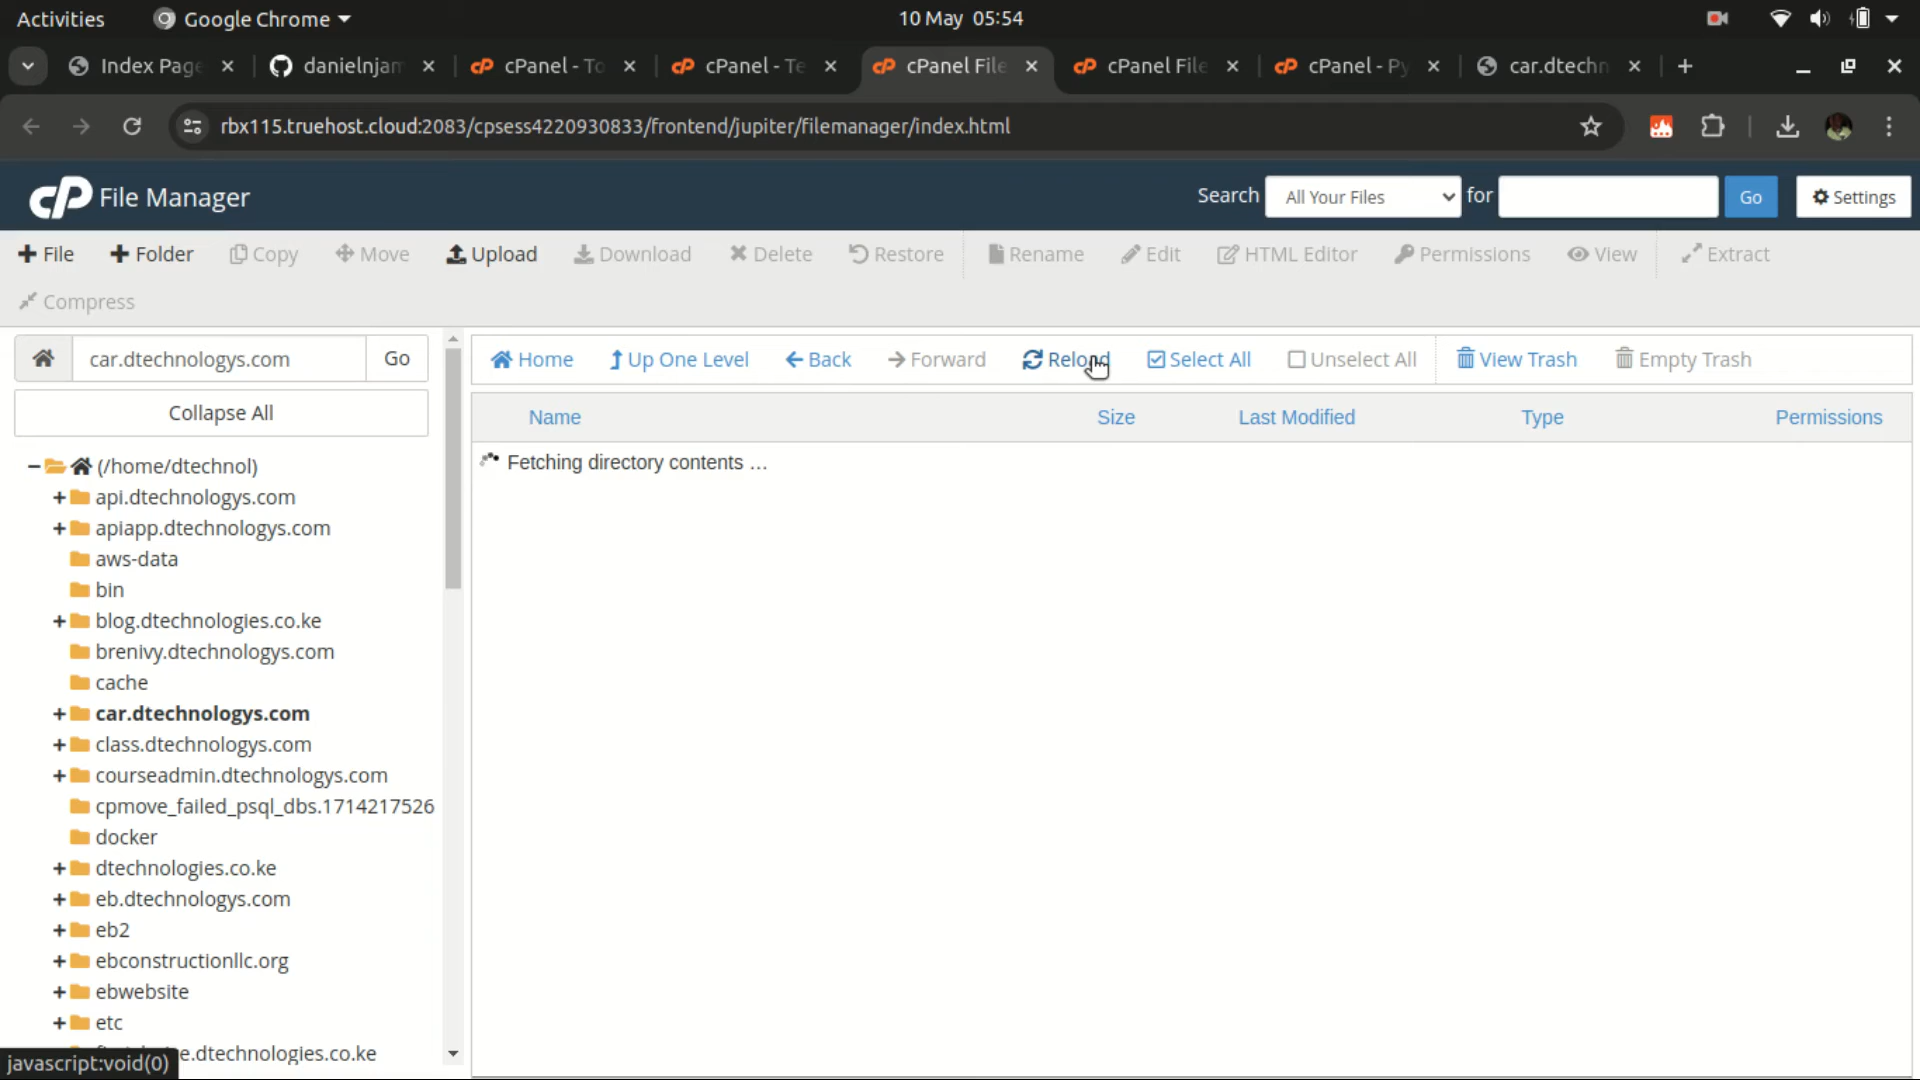 Activities Google Chrome 10 May 05:54
Index Page danielnjam cPanel - To cPanel - Te cPanel File cPanel File cPanel - Py car.dtechn
rbx115.truehost.cloud:2083/cpsess4220930833/frontend/jupiter/filemanager/index.html
cP File Manager Search All Your Files for Go Settings
File Folder Copy Move Upload Download Delete Restore Rename Edit HTML Editor Permissions View Extract
Compress
car.dtechnologys.com Go Home Up One Level Back Forward Reload Select All Unselect All View Trash Empty Trash
Collapse All
Name Size Last Modified Type Permissions
Fetching directory contents ...
(/home/dtechnol)
api.dtechnologys.com
apiapp.dtechnologys.com
aws-data
bin
blog.dtechnologies.co.ke
brenivy.dtechnologys.com
cache
car.dtechnologys.com
class.dtechnologys.com
courseadmin.dtechnologys.com
cpmove_failed_psql_dbs.1714217526
docker
dtechnologies.co.ke
eb.dtechnologys.com
eb2
ebconstructionllc.org
ebwebsite
etc
e.dtechnologies.co.ke
javascript:void(0)